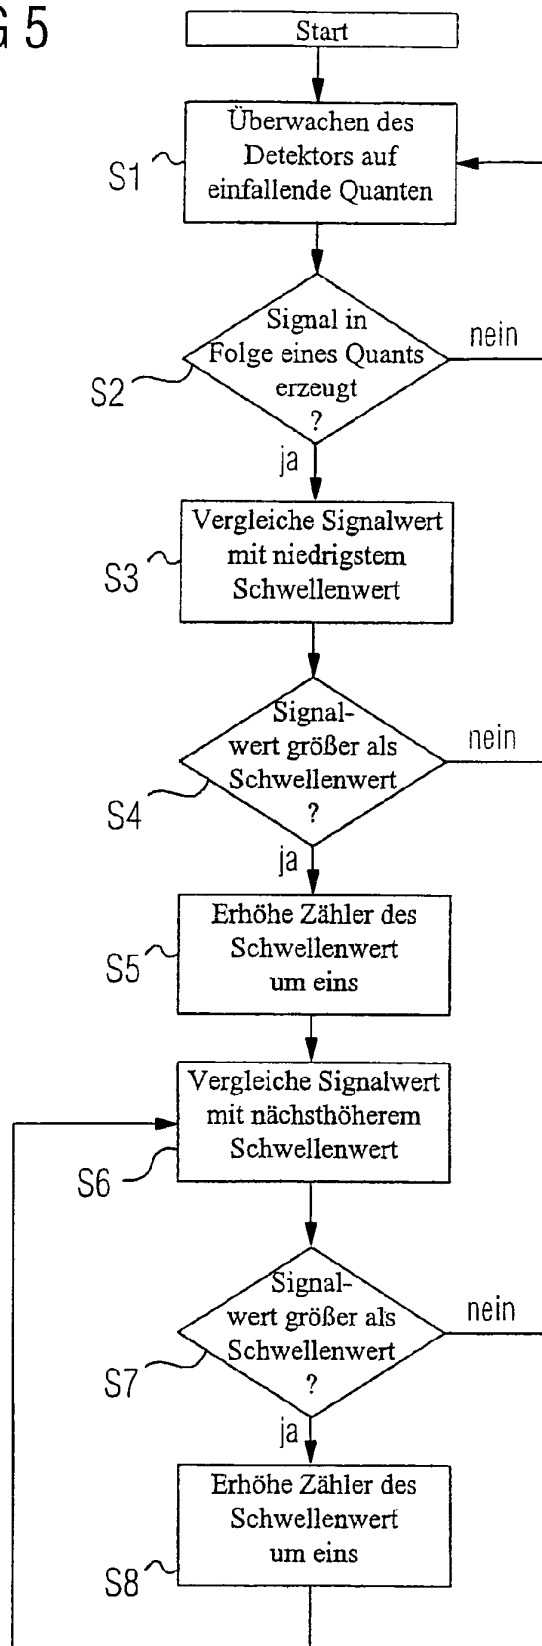 G 5
Start
Überwachen des
Detektors auf
einfallende Quanten
S1
Signal in
Folge eines Quants
erzeugt
?
nein
S2
ja
Vergleiche Signalwert
mit niedrigstem
Schwellenwert
S3
Signal-
wert größer als
Schwellenwert
?
nein
S4
ja
Erhöhe Zähler des
Schwellenwert
um eins
S5
Vergleiche Signalwert
mit nächsthöherem
Schwellenwert
S6
Signal-
wert größer als
Schwellenwert
?
nein
S7
ja
Erhöhe Zähler des
Schwellenwert
um eins
S8